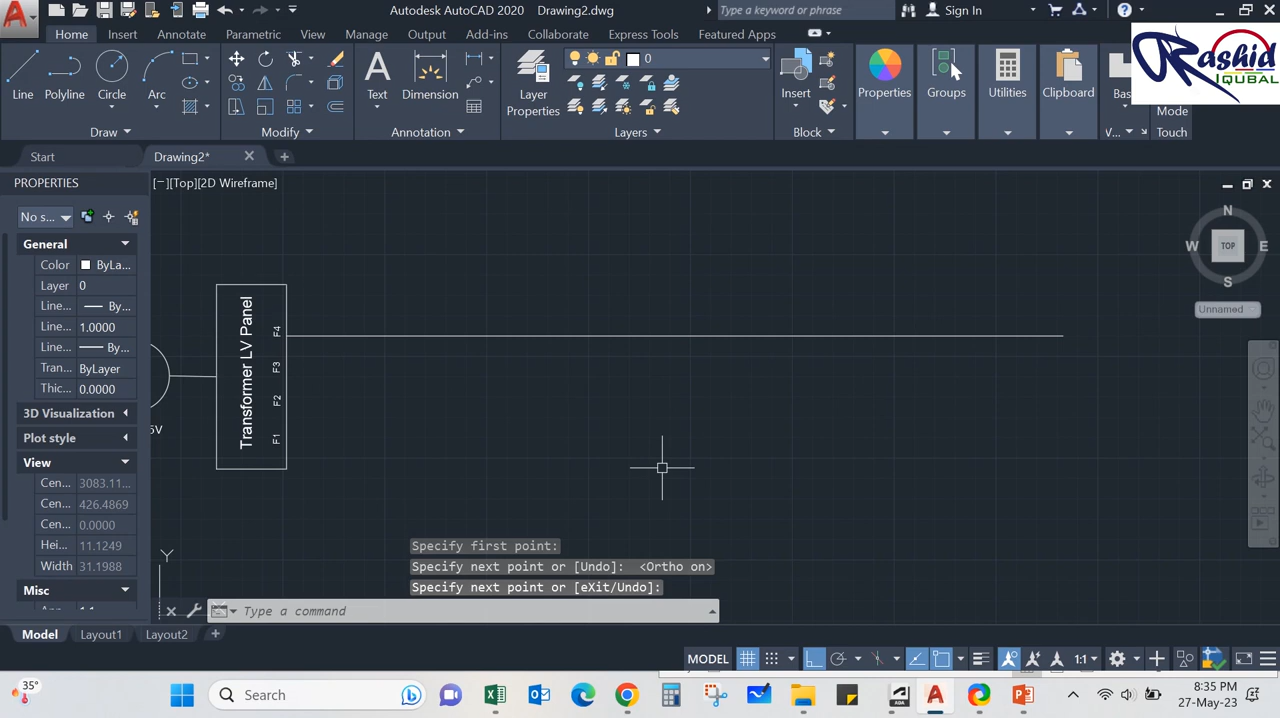 Autodesk AutoCAD 2020 Drawing2.dwg
Type a keyword or phrase
Sign In
Home Insert Annotate Parametric View Manage Output Add-ins Collaborate Express Tools Featured Apps
Rashid
IQUBAL
Line Polyline Circle Arc
Text Dimension
Layer
Properties
0
Insert
Properties Groups Utilities Clipboard
Bas
Mode
Touch
Draw Modify Annotation Layers Block V...
Start Drawing2*
PROPERTIES
[−][Top][2D Wireframe]
No s...
General
Color ByLa...
Layer 0
Line... By...
Line... 1.0000
Line... By...
Tran... ByLayer
Thic... 0.0000
3D Visualization
Plot style
View
Cen... 3083.11...
Cen... 426.4869
Cen... 0.0000
Hei... 11.1249
Width 31.1988
Misc
N
W TOP E
S
Unnamed
Transformer LV Panel
F4
F3
F2
F1
5V
Y
Specify first point:
Specify next point or [Undo]: <Ortho on>
Specify next point or [eXit/Undo]:
Type a command
Model Layout1 Layout2
MODEL
1:1
35°
Search
8:35 PM
27-May-23